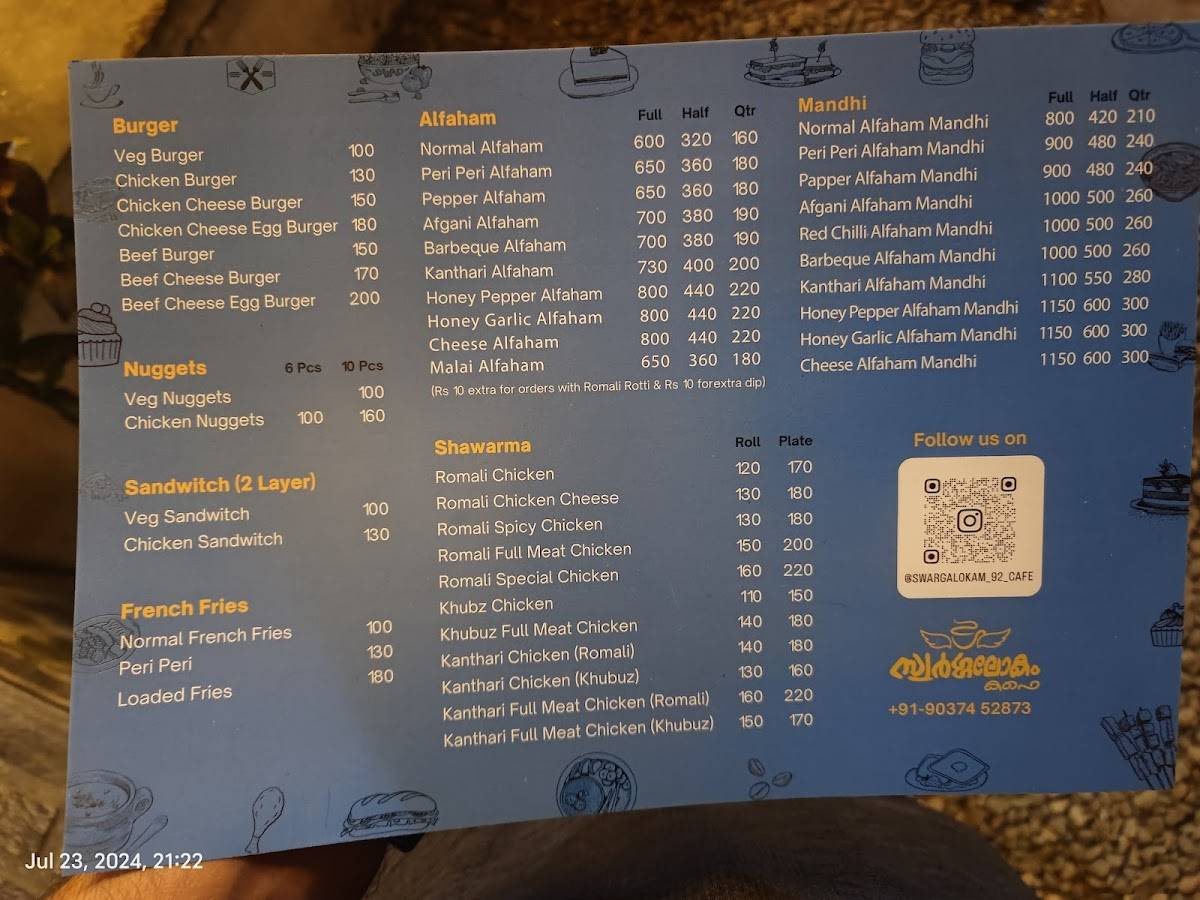 Burger
Veg Burger 100
Chicken Burger 130
Chicken Cheese Burger 150
Chicken Cheese Egg Burger 180
Beef Burger 150
Beef Cheese Burger 170
Beef Cheese Egg Burger 200
Nuggets 6 Pcs 10 Pcs
Veg Nuggets 100
Chicken Nuggets 100 160
Sandwitch (2 Layer)
Veg Sandwitch 100
Chicken Sandwitch 130
French Fries
Normal French Fries 100
Peri Peri 130
Loaded Fries 180
Alfaham Full Half Qtr
Normal Alfaham 600 320 160
Peri Peri Alfaham 650 360 180
Pepper Alfaham 650 360 180
Afgani Alfaham 700 380 190
Barbeque Alfaham 700 380 190
Kanthari Alfaham 730 400 200
Honey Pepper Alfaham 800 440 220
Honey Garlic Alfaham 800 440 220
Cheese Alfaham 800 440 220
Malai Alfaham 650 360 180
(Rs 10 extra for orders with Romali Rotti & Rs 10 forextra dip)
Shawarma Roll Plate
Romali Chicken 120 170
Romali Chicken Cheese 130 180
Romali Spicy Chicken 130 180
Romali Full Meat Chicken 150 200
Romali Special Chicken 160 220
Khubz Chicken 110 150
Khubuz Full Meat Chicken 140 180
Kanthari Chicken (Romali) 140 180
Kanthari Chicken (Khubuz) 130 160
Kanthari Full Meat Chicken (Romali) 160 220
Kanthari Full Meat Chicken (Khubuz) 150 170
Mandhi Full Half Qtr
Normal Alfaham Mandhi 800 420 210
Peri Peri Alfaham Mandhi 900 480 240
Papper Alfaham Mandhi 900 480 240
Afgani Alfaham Mandhi 1000 500 260
Red Chilli Alfaham Mandhi 1000 500 260
Barbeque Alfaham Mandhi 1000 500 260
Kanthari Alfaham Mandhi 1100 550 280
Honey Pepper Alfaham Mandhi 1150 600 300
Honey Garlic Alfaham Mandhi 1150 600 300
Cheese Alfaham Mandhi 1150 600 300
Follow us on
@SWARGALOKAM_92_CAFE
സ്വർഗ്ഗലോകം
കഫെ
+91-90374 52873
Jul 23, 2024, 21:22